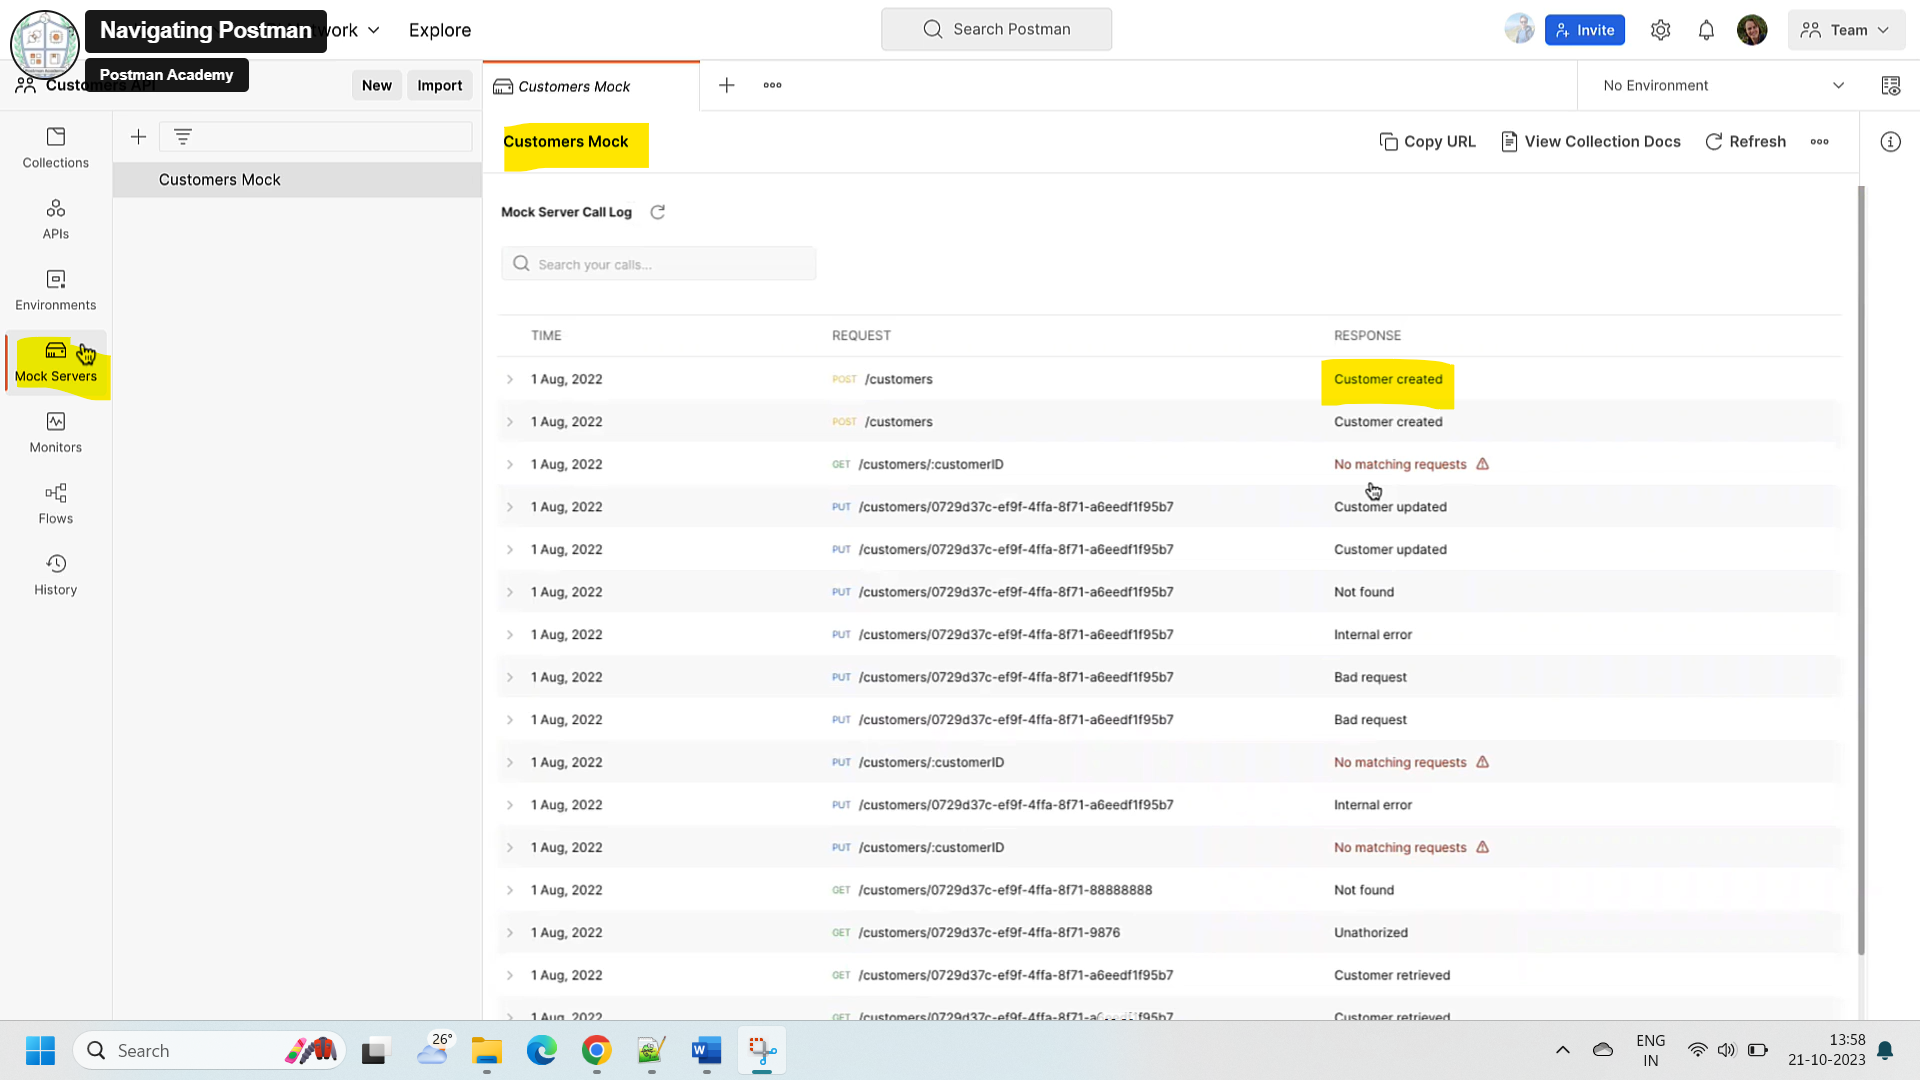 Navigating Postman
work
Explore
Search Postman
Invite
Team
Postman Academy
Customers API
New
Import
Customers Mock
No Environment
Customers Mock
Copy URL
View Collection Docs
Refresh
Collections
Customers Mock
APIs
Environments
Mock Servers
Monitors
Flows
History
Mock Server Call Log
Search your calls...
TIME REQUEST RESPONSE
1 Aug, 2022 POST /customers Customer created
1 Aug, 2022 POST /customers Customer created
1 Aug, 2022 GET /customers/:customerID No matching requests
1 Aug, 2022 PUT /customers/0729d37c-ef9f-4ffa-8f71-a6eedf1f95b7 Customer updated
1 Aug, 2022 PUT /customers/0729d37c-ef9f-4ffa-8f71-a6eedf1f95b7 Customer updated
1 Aug, 2022 PUT /customers/0729d37c-ef9f-4ffa-8f71-a6eedf1f95b7 Not found
1 Aug, 2022 PUT /customers/0729d37c-ef9f-4ffa-8f71-a6eedf1f95b7 Internal error
1 Aug, 2022 PUT /customers/0729d37c-ef9f-4ffa-8f71-a6eedf1f95b7 Bad request
1 Aug, 2022 PUT /customers/0729d37c-ef9f-4ffa-8f71-a6eedf1f95b7 Bad request
1 Aug, 2022 PUT /customers/:customerID No matching requests
1 Aug, 2022 PUT /customers/0729d37c-ef9f-4ffa-8f71-a6eedf1f95b7 Internal error
1 Aug, 2022 PUT /customers/:customerID No matching requests
1 Aug, 2022 GET /customers/0729d37c-ef9f-4ffa-8f71-88888888 Not found
1 Aug, 2022 GET /customers/0729d37c-ef9f-4ffa-8f71-9876 Unathorized
1 Aug, 2022 GET /customers/0729d37c-ef9f-4ffa-8f71-a6eedf1f95b7 Customer retrieved
1 Aug, 2022 GET /customers/0729d37c-ef9f-4ffa-8f71-a6eedf1f95b7 Customer retrieved
Search
26°
ENG
IN
13:58
21-10-2023